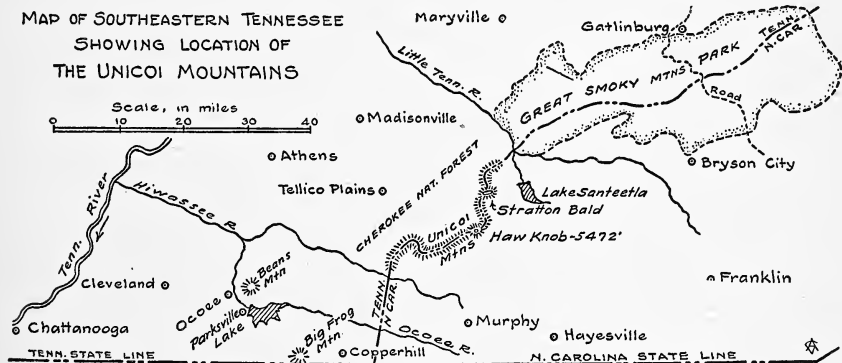 MAP OF SOUTHEASTERN TENNESSEE
SHOWING LOCATION OF
THE UNICOI MOUNTAINS
Scale, in miles
0 10 20 30 40
Maryville
Gatlinburg
TENN.
N. CAR.
Little Tenn. R.
GREAT SMOKY MTNS PARK
Road
Madisonville
Athens
Bryson City
CHEROKEE NAT. FOREST
Tellico Plains
Lake Santeetla
Stratton Bald
Haw Knob-5472'
UNICOI
Mtns
Tenn. River
Hiwassee R.
Beans
Mtn
Cleveland
Ocoee
Parksville
Lake
TENN.
N. CAR.
Franklin
Chattanooga
Big Frog
Mtn
Ocoee R.
Murphy
Hayesville
Copperhill
TENN. STATE LINE
N. CAROLINA STATE LINE